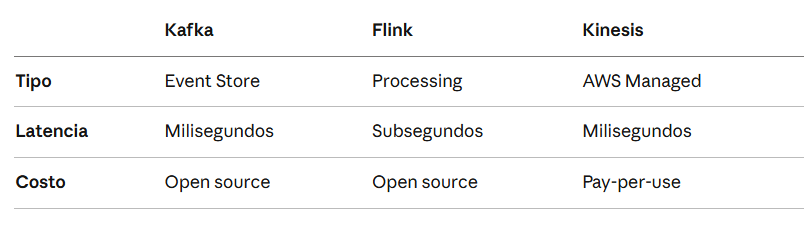 Kafka Flink Kinesis
Tipo Event Store Processing AWS Managed
Latencia Milisegundos Subsegundos Milisegundos
Costo Open source Open source Pay-per-use